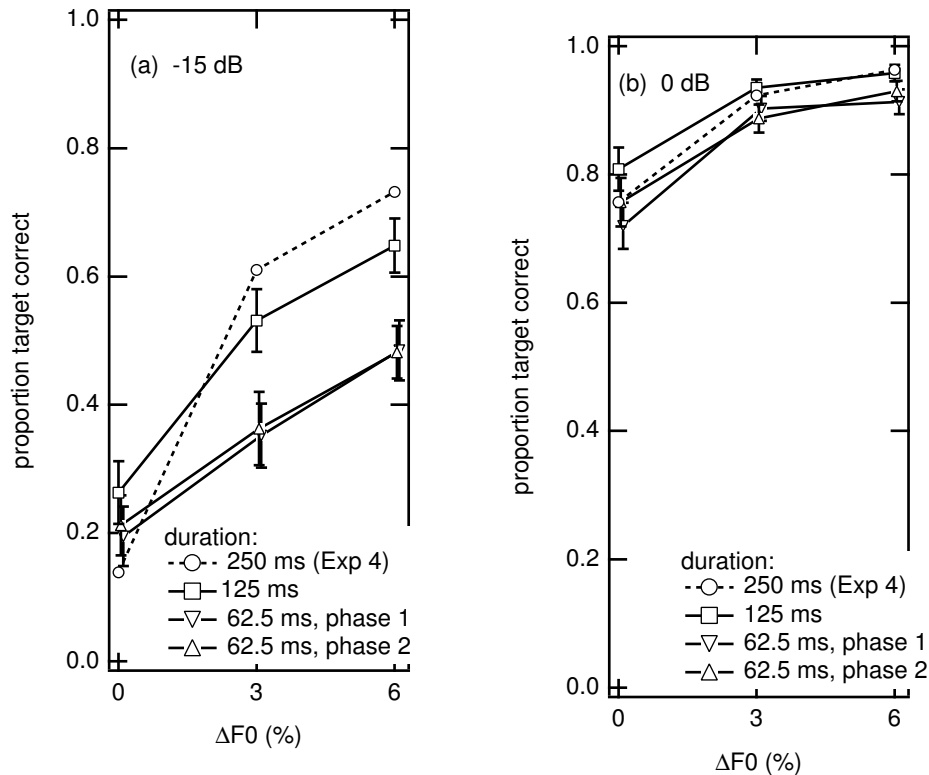 1.0
(a) -15 dB
0.8
0.6
0.4
0.2
0.0
proportion target correct
duration:
250 ms (Exp 4)
125 ms
62.5 ms, phase 1
62.5 ms, phase 2
0 3 6
ΔF0 (%)
1.0
(b) 0 dB
0.8
0.6
0.4
0.2
0.0
proportion target correct
duration:
250 ms (Exp 4)
125 ms
62.5 ms, phase 1
62.5 ms, phase 2
0 3 6
ΔF0 (%)